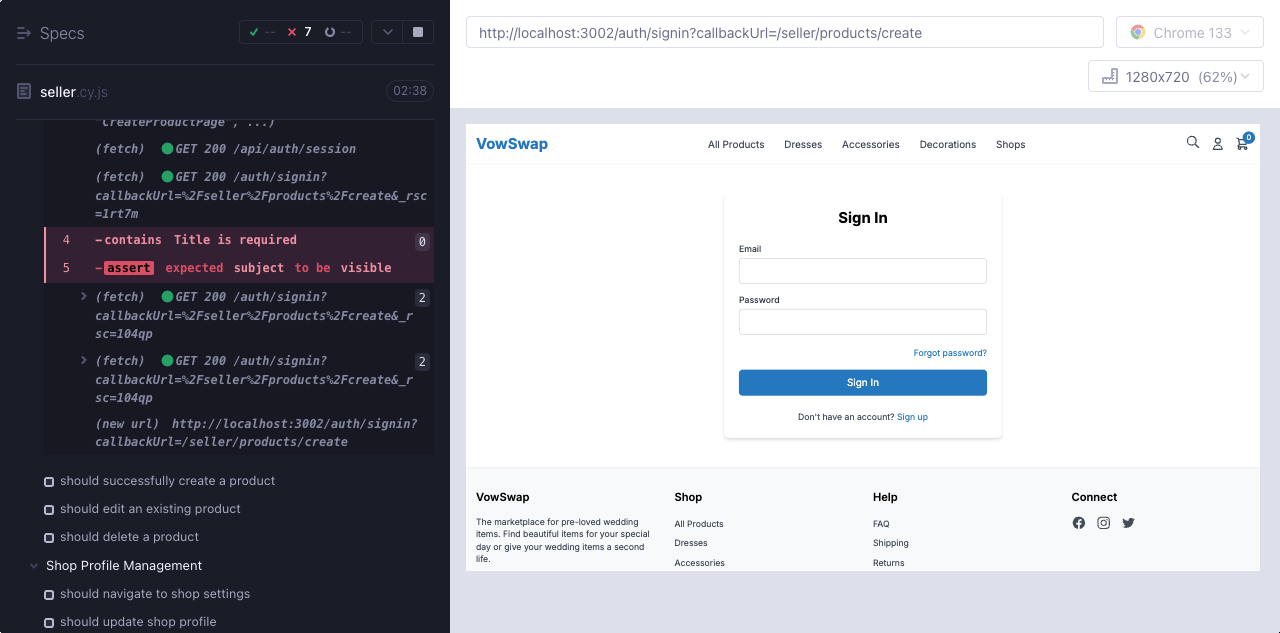 Specs
-- 7 --
seller.cy.js
02:38
"CreateProductPage", ...)
(fetch) GET 200 /api/auth/session
(fetch) GET 200 /auth/signin?
callbackUrl=%2Fseller%2Fproducts%2Fcreate&_rsc
=1rt7m
4 -contains Title is required 0
5 -assert expected subject to be visible
(fetch) GET 200 /auth/signin? 2
callbackUrl=%2Fseller%2Fproducts%2Fcreate&_r
sc=104qp
(fetch) GET 200 /auth/signin? 2
callbackUrl=%2Fseller%2Fproducts%2Fcreate&_r
sc=104qp
(new url) http://localhost:3002/auth/signin?
callbackUrl=/seller/products/create
should successfully create a product
should edit an existing product
should delete a product
Shop Profile Management
should navigate to shop settings
should update shop profile
http://localhost:3002/auth/signin?callbackUrl=/seller/products/create
Chrome 133
1280x720 (62%)
VowSwap
All Products Dresses Accessories Decorations Shops
0
Sign In
Email
Password
Forgot password?
Sign In
Don't have an account? Sign up
VowSwap
The marketplace for pre-loved wedding
items. Find beautiful items for your special
day or give your wedding items a second
life.
Shop
All Products
Dresses
Accessories
Help
FAQ
Shipping
Returns
Connect